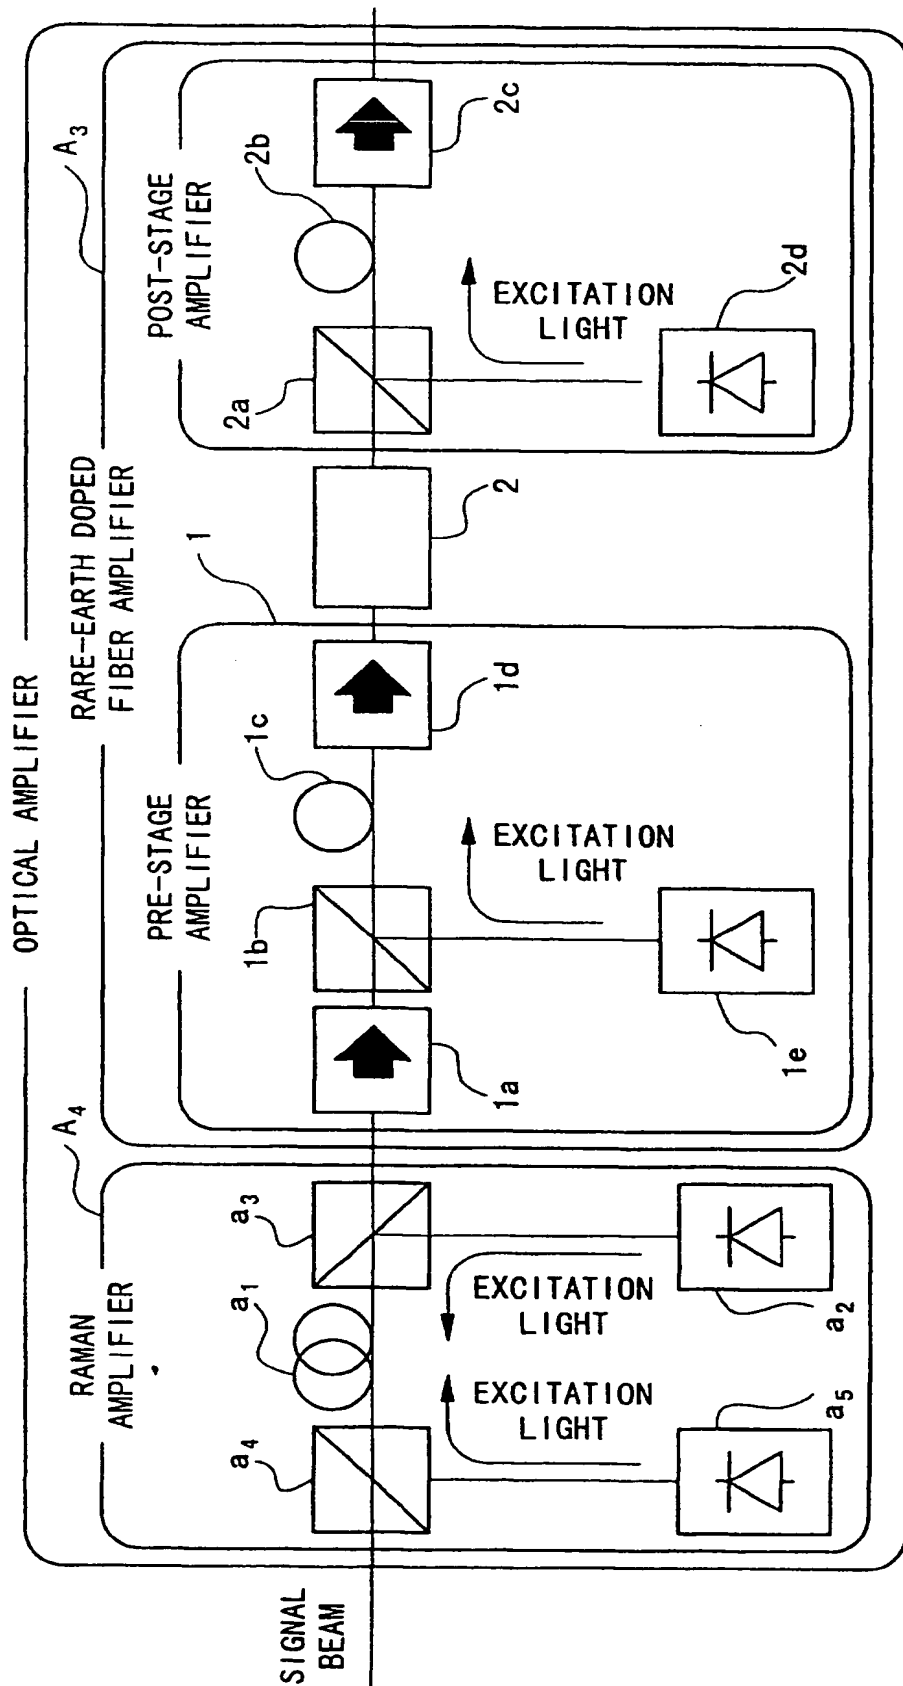 OPTICAL AMPLIFIER
RAMAN
AMPLIFIER
A4
RARE-EARTH DOPED
FIBER AMPLIFIER
A3
PRE-STAGE
AMPLIFIER
1
POST-STAGE
AMPLIFIER
SIGNAL
BEAM
a4
a1
a3
1a
1b
1c
1d
2
2a
2b
2c
EXCITATION
LIGHT
EXCITATION
LIGHT
EXCITATION
LIGHT
EXCITATION
LIGHT
a5
a2
1e
2d